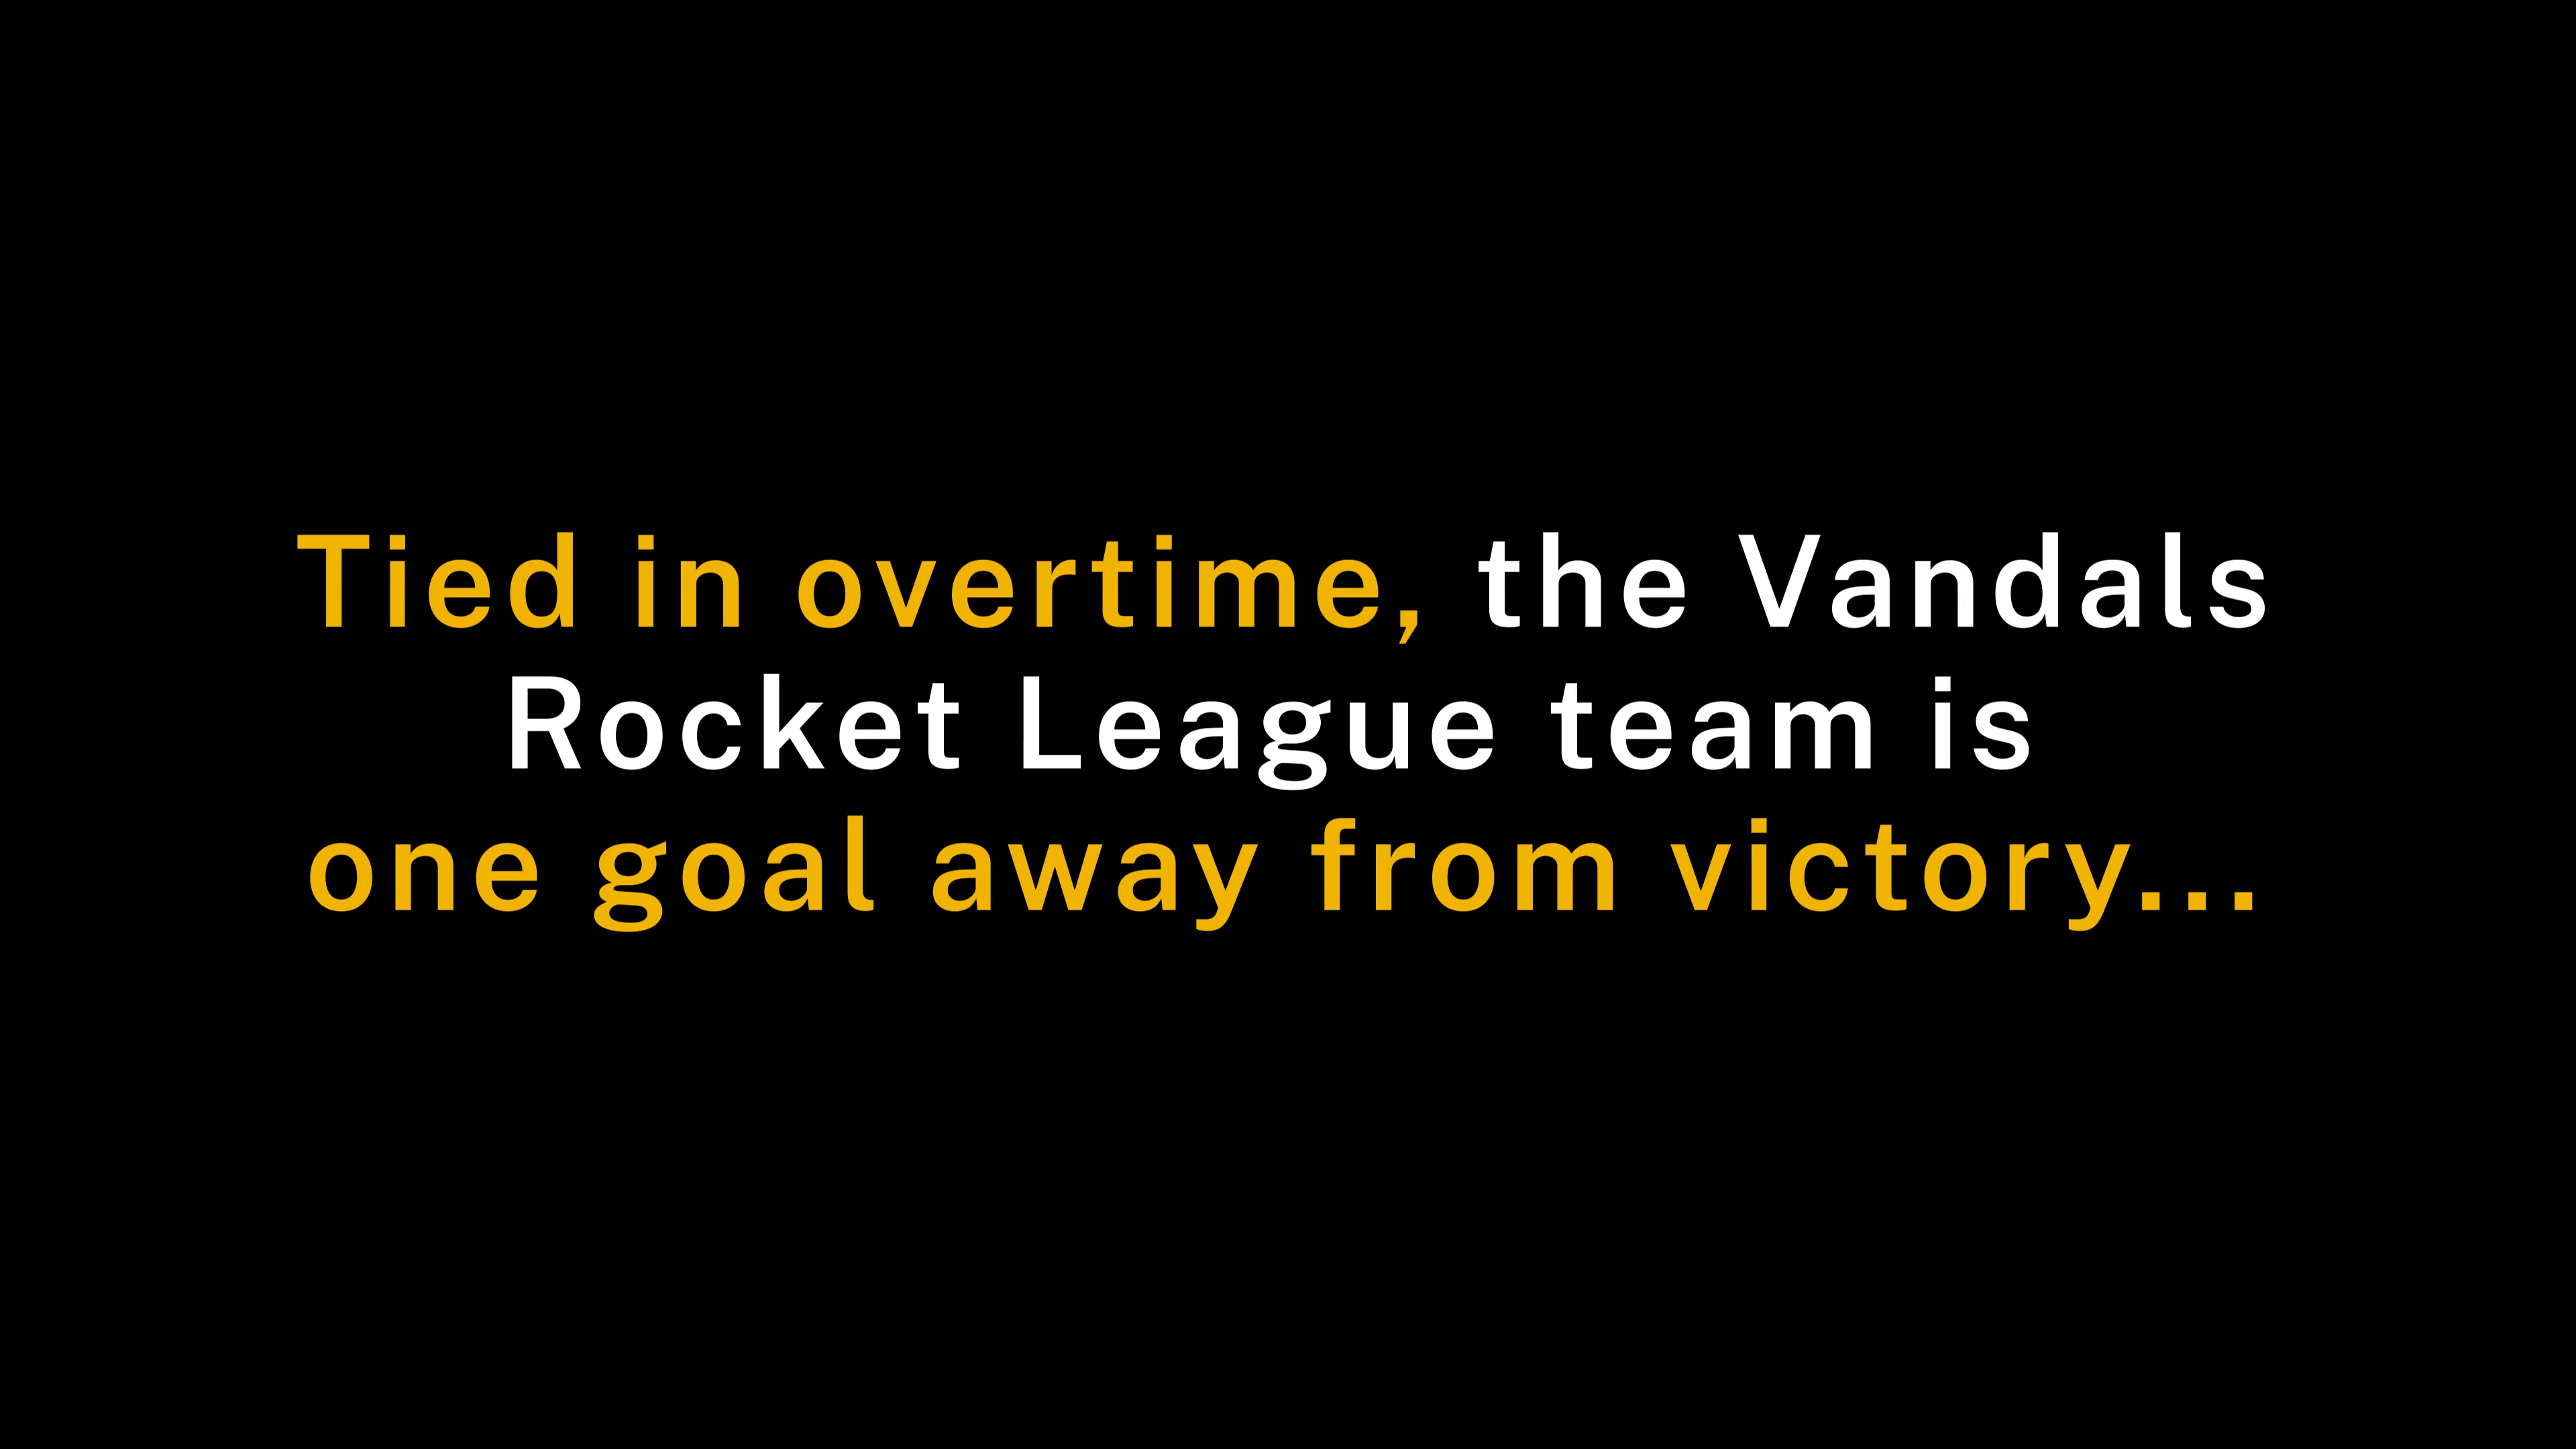 Tied in overtime, the Vandals
Rocket League team is
one goal away from victory...